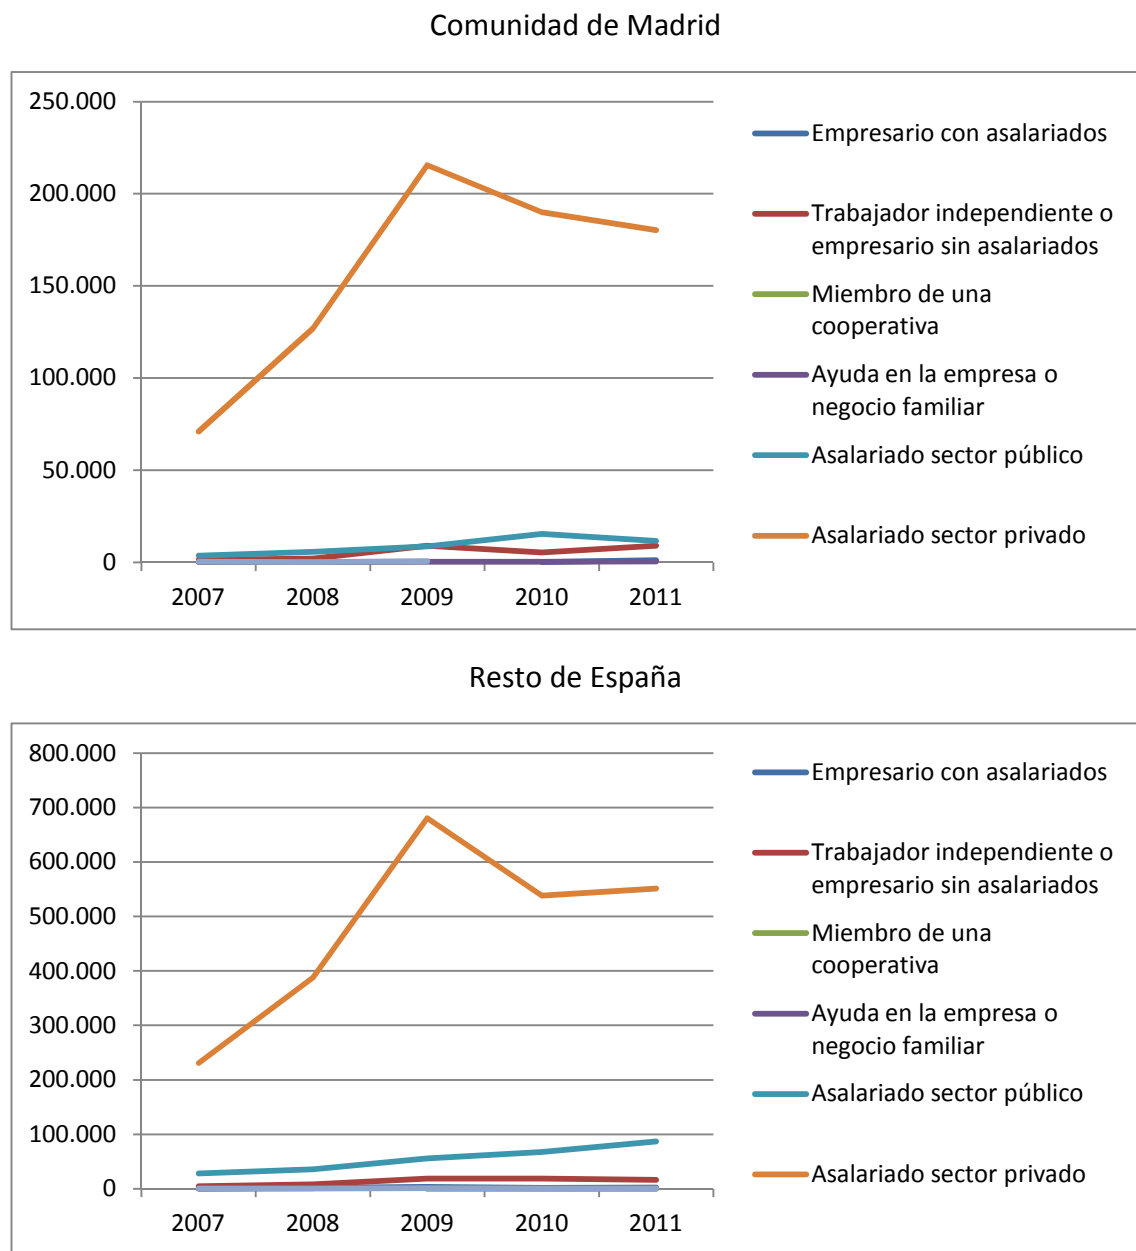 Comunidad de Madrid
250.000
200.000
150.000
100.000
50.000
0
2007 2008 2009 2010 2011
Empresario con asalariados
Trabajador independiente o
empresario sin asalariados
Miembro de una
cooperativa
Ayuda en la empresa o
negocio familiar
Asalariado sector público
Asalariado sector privado
Resto de España
800.000
700.000
600.000
500.000
400.000
300.000
200.000
100.000
0
2007 2008 2009 2010 2011
Empresario con asalariados
Trabajador independiente o
empresario sin asalariados
Miembro de una
cooperativa
Ayuda en la empresa o
negocio familiar
Asalariado sector público
Asalariado sector privado